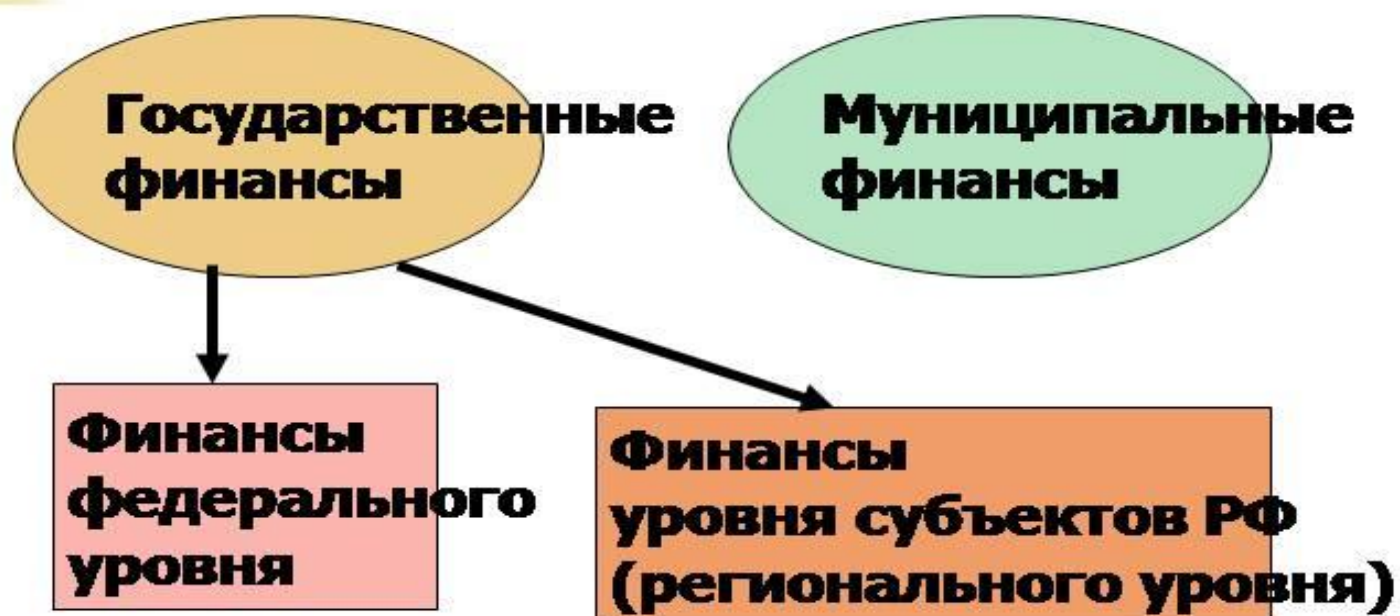 Государственные
финансы
Муниципальные
финансы
Финансы
федерального
уровня
Финансы
уровня субъектов РФ
(регионального уровня)